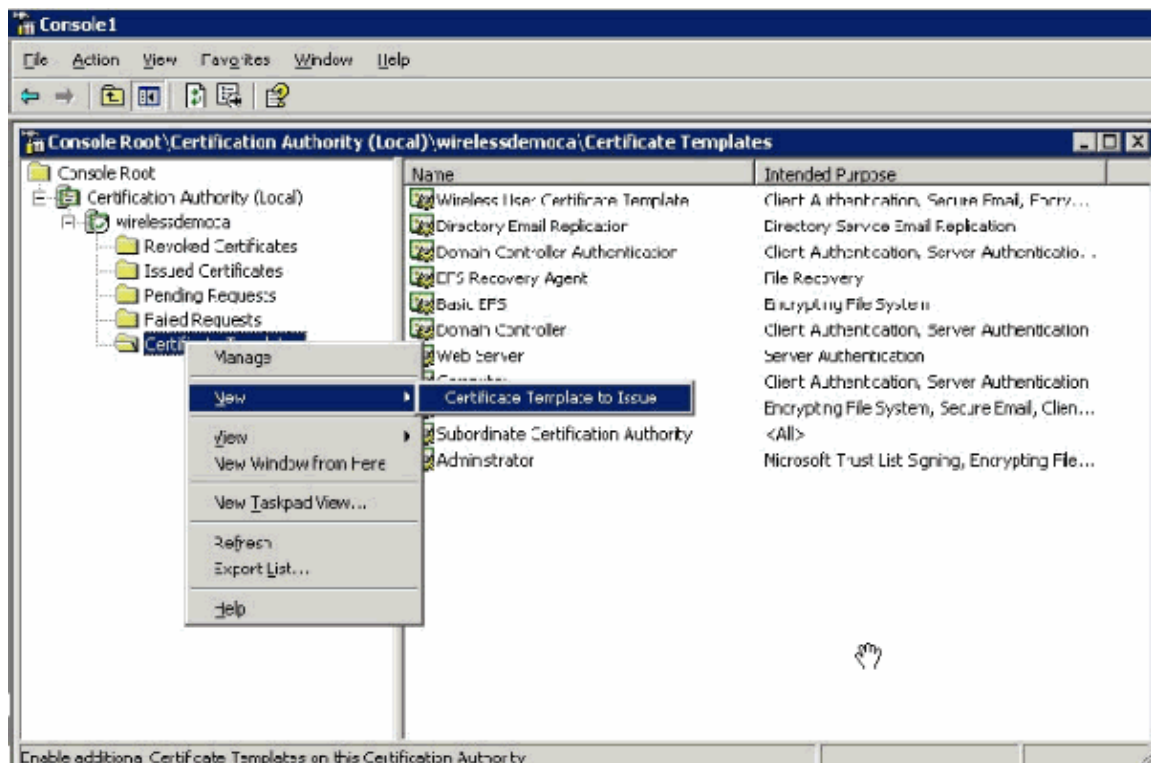 Console1
File Action View Favorites Window Help
Console Root\Certification Authority (Local)\wirelessdemoca\Certificate Templates
Console Root
Certification Authority (Local)
wirelessdemoca
Revoked Certificates
Issued Certificates
Pending Requests
Failed Requests
Manage
New
View
New Window from Here
New Taskpad View...
Refresh
Export List...
Help
Certificate Template to Issue
Name Intended Purpose
Wireless User Certificate Template Client Authentication, Secure Email, Encry...
Directory Email Replication Directory Service Email Replication
Domain Controller Authentication Client Authentication, Server Authenticatio...
EFS Recovery Agent File Recovery
Basic EFS Encrypting File System
Domain Controller Client Authentication, Server Authentication
Web Server Server Authentication
Client Authentication, Server Authentication
Encrypting File System, Secure Email, Clien...
Subordinate Certification Authority <All>
Administrator Microsoft Trust List Signing, Encrypting File...
Enable additional Certificate Templates on this Certification Authority